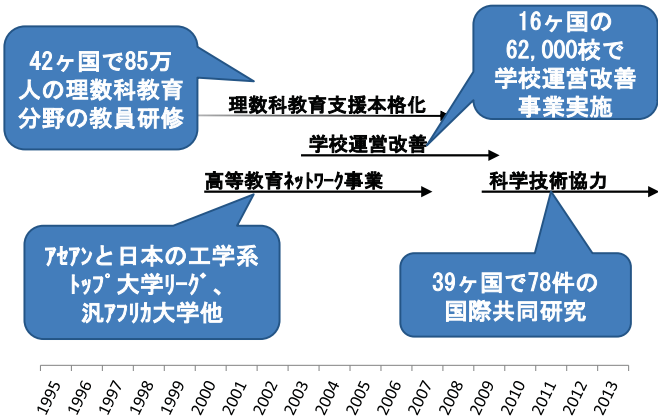 42ヶ国で85万
人の理数科教育
分野の教員研修
16ヶ国の
62,000校で
学校運営改善
事業実施
理数科教育支援本格化
学校運営改善
高等教育ﾈｯﾄﾜｰｸ事業
科学技術協力
ｱｾｱﾝと日本の工学系
ﾄｯﾌﾟ大学ﾘｰｸﾞ、
汎ｱﾌﾘｶ大学他
39ヶ国で78件の
国際共同研究
1995 1996 1997 1998 1999 2000 2001 2002 2003 2004 2005 2006 2007 2008 2009 2010 2011 2012 2013